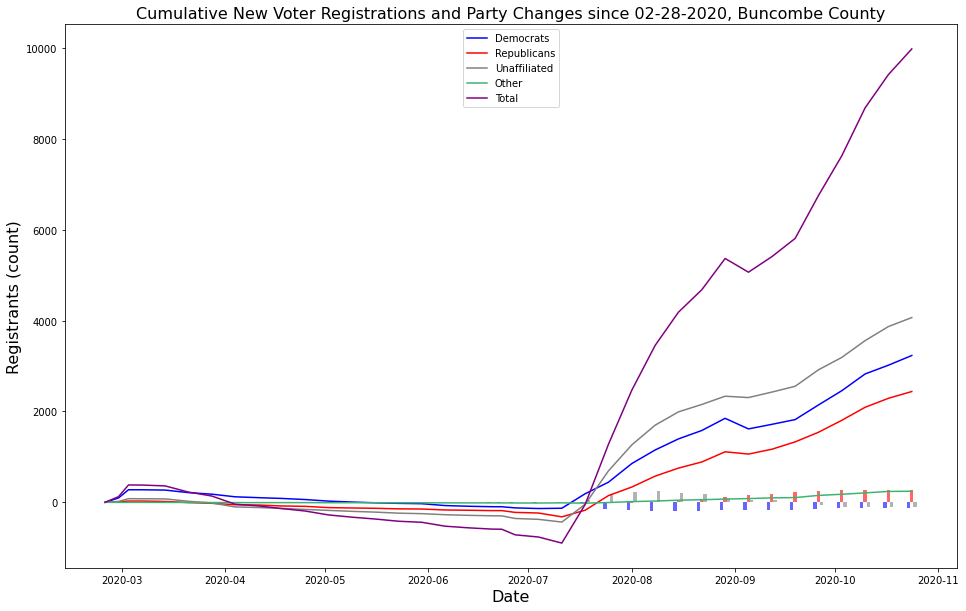 Cumulative New Voter Registrations and Party Changes since 02-28-2020, Buncombe County
Democrats
Republicans
Unaffiliated
Other
Total
Registrants (count)
10000
8000
6000
4000
2000
0
2020-03 2020-04 2020-05 2020-06 2020-07 2020-08 2020-09 2020-10 2020-11
Date